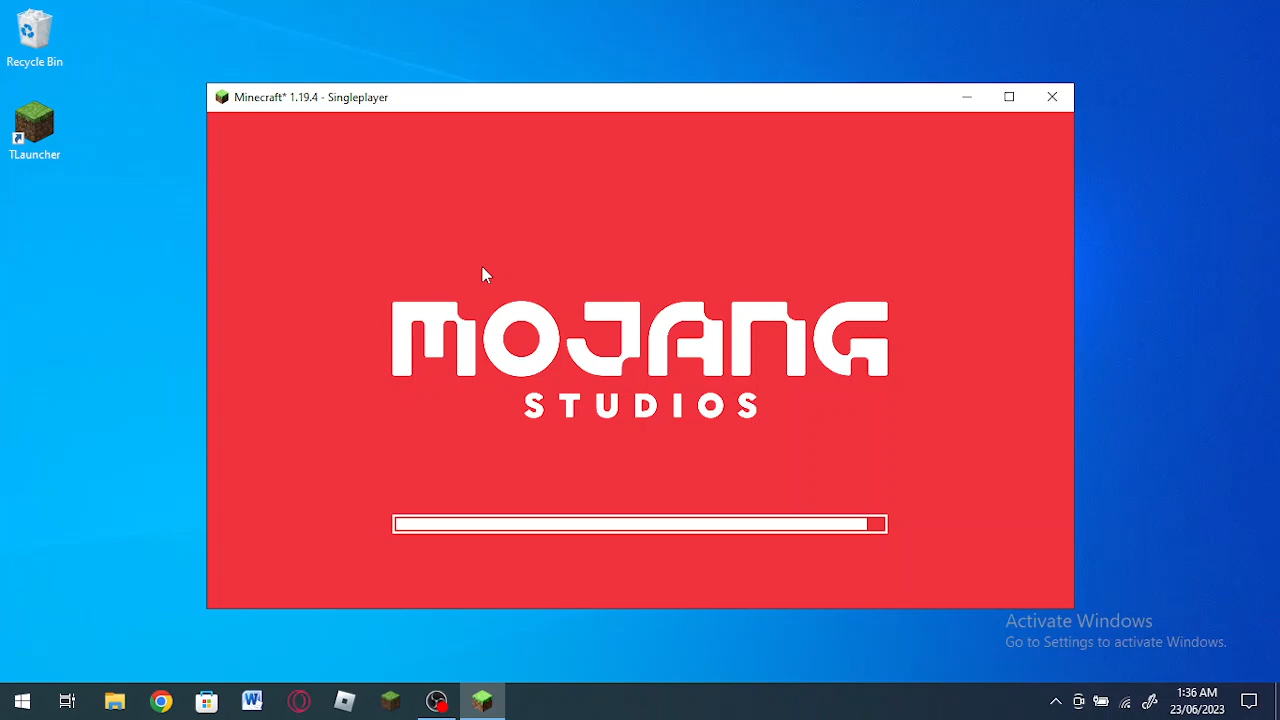 Recycle Bin
TLauncher
Minecraft* 1.19.4 - Singleplayer
MOJANG
STUDIOS
Activate Windows
Go to Settings to activate Windows.
1:36 AM
23/06/2023